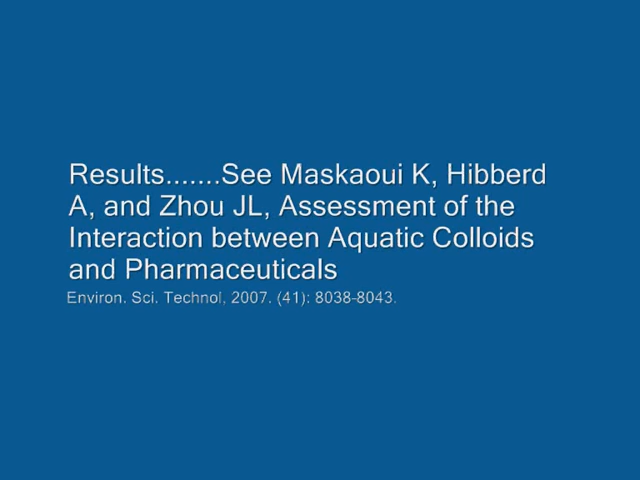 Results.......See Maskaoui K, Hibberd
A, and Zhou JL, Assessment of the
Interaction between Aquatic Colloids
and Pharmaceuticals
Environ. Sci. Technol, 2007. (41): 8038-8043.